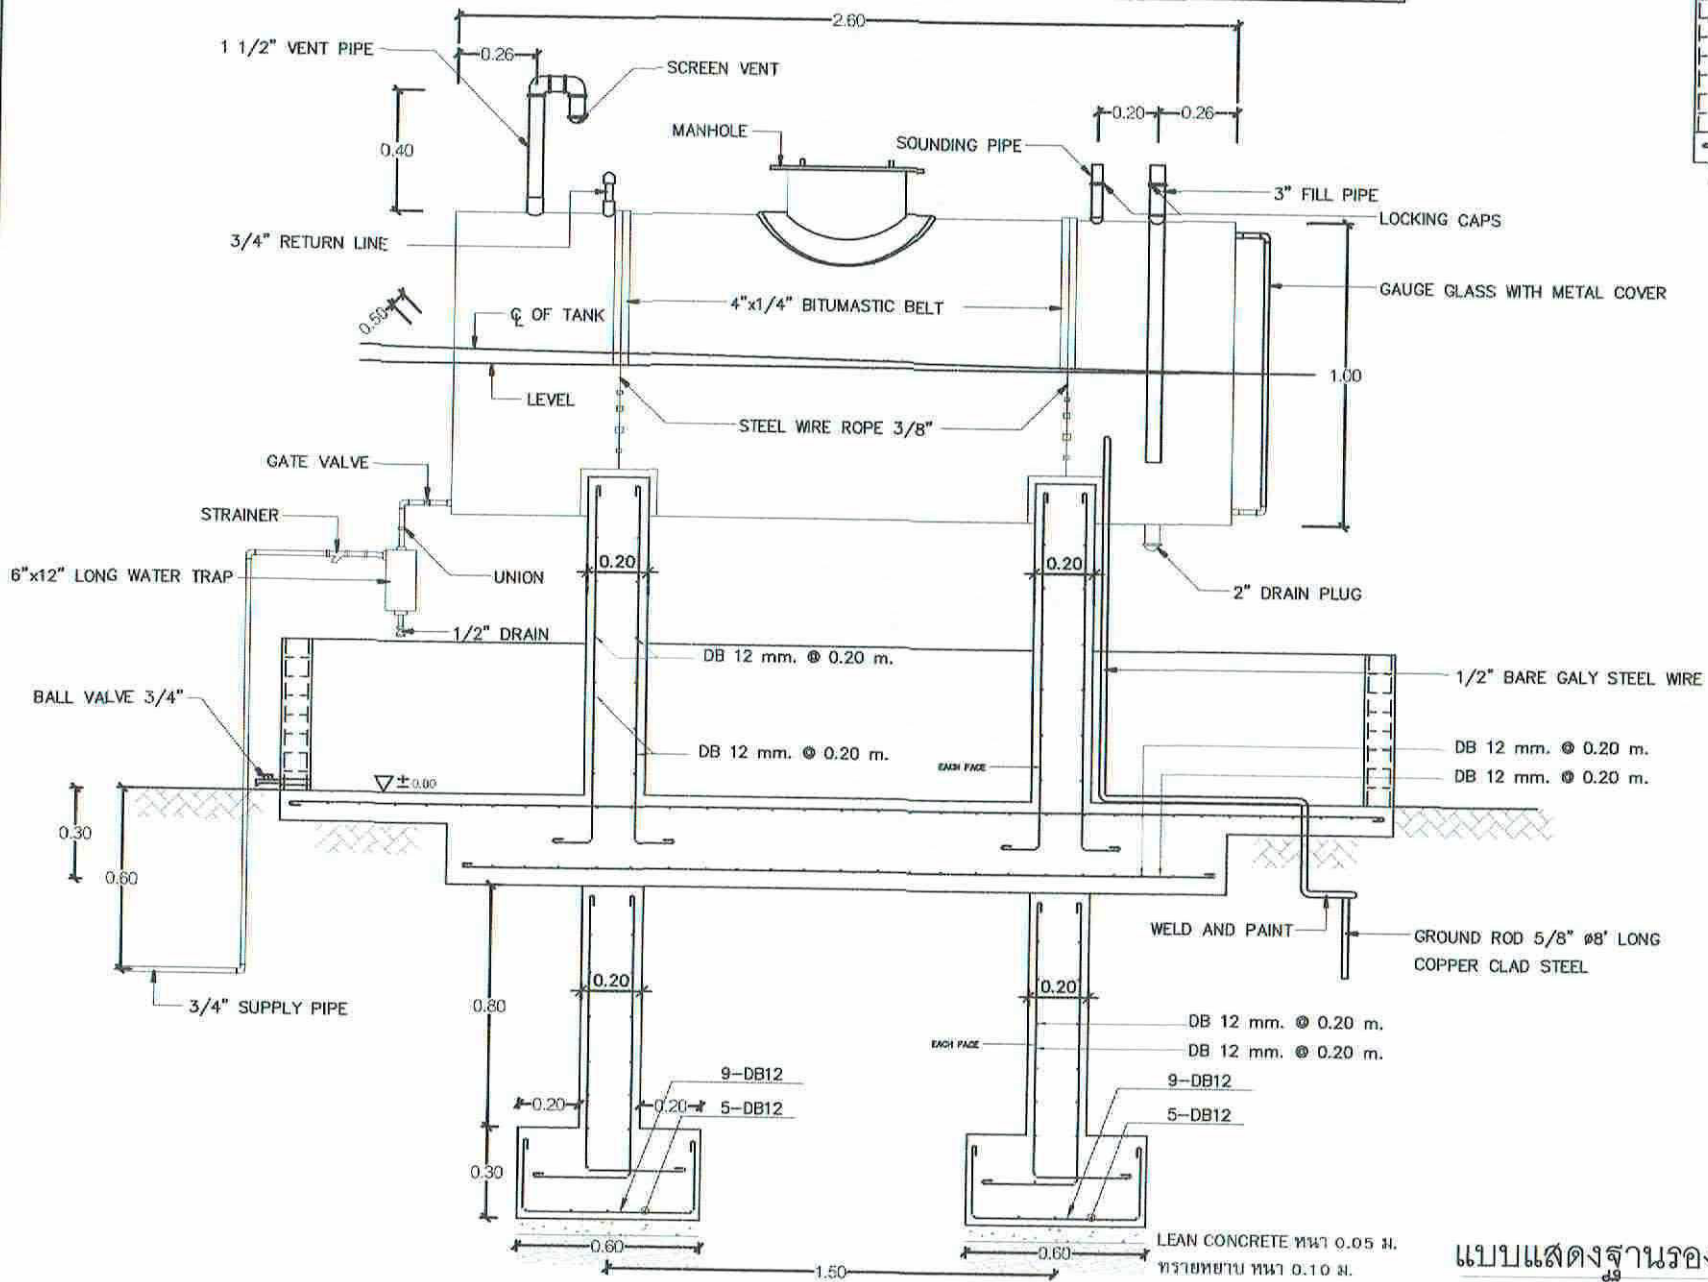 2.60
1 1/2" VENT PIPE
0.26
SCREEN VENT
0.40
MANHOLE
SOUNDING PIPE
0.20
0.26
3" FILL PIPE
LOCKING CAPS
3/4" RETURN LINE
4"x1/4" BITUMASTIC BELT
GAUGE GLASS WITH METAL COVER
0.50
℄ OF TANK
1.00
LEVEL
STEEL WIRE ROPE 3/8"
GATE VALVE
STRAINER
6"x12" LONG WATER TRAP
UNION
0.20
0.20
2" DRAIN PLUG
1/2" DRAIN
DB 12 mm. @ 0.20 m.
1/2" BARE GALY STEEL WIRE
BALL VALVE 3/4"
DB 12 mm. @ 0.20 m.
EACH FACE
DB 12 mm. @ 0.20 m.
DB 12 mm. @ 0.20 m.
±0.00
0.30
0.60
WELD AND PAINT
GROUND ROD 5/8" ø8' LONG
COPPER CLAD STEEL
3/4" SUPPLY PIPE
0.80
0.20
0.20
DB 12 mm. @ 0.20 m.
EACH FACE
DB 12 mm. @ 0.20 m.
9-DB12
9-DB12
0.20
0.20
5-DB12
5-DB12
0.30
0.60
0.60
LEAN CONCRETE หนา 0.05 ม.
ทรายหยาบ หนา 0.10 ม.
1.50
แบบแสดงฐานรอง